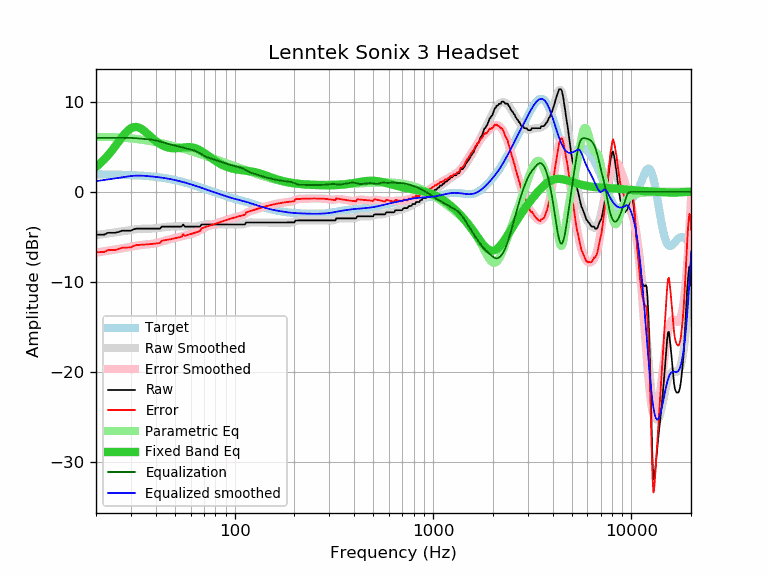 Lenntek Sonix 3 Headset
Amplitude (dBr)
10
0
−10
−20
−30
Target
Raw Smoothed
Error Smoothed
Raw
Error
Parametric Eq
Fixed Band Eq
Equalization
Equalized smoothed
100 1000 10000
Frequency (Hz)